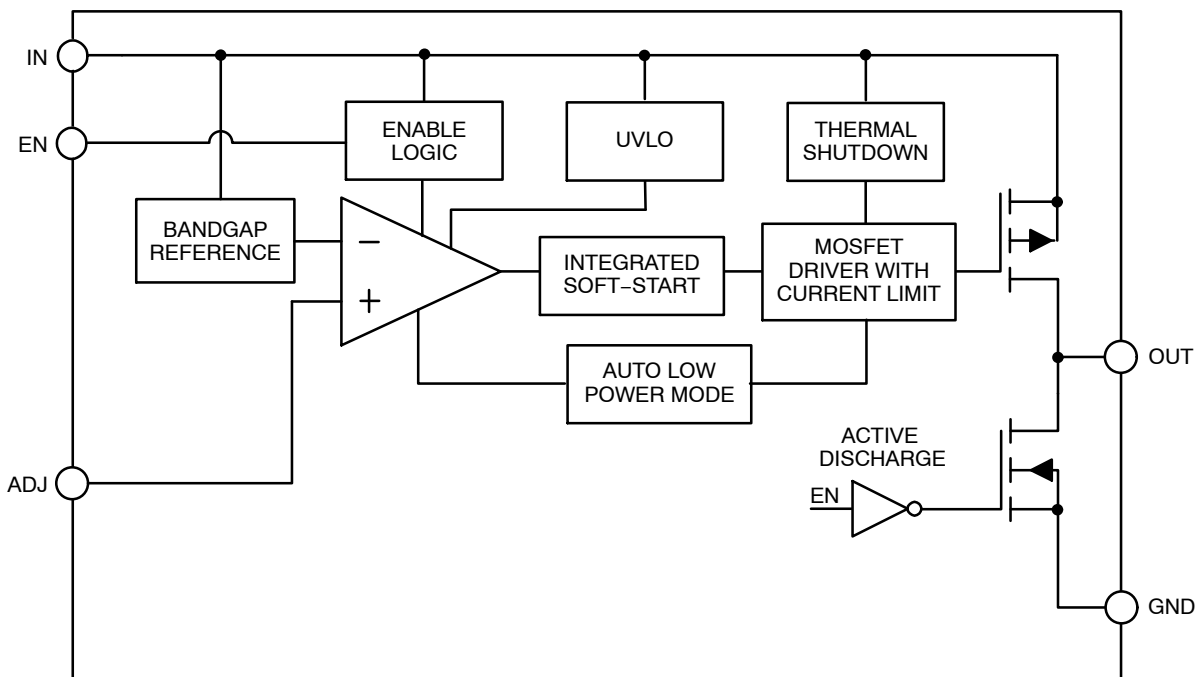 IN
EN
ENABLE
LOGIC
UVLO
THERMAL
SHUTDOWN
BANDGAP
REFERENCE
−
+
INTEGRATED
SOFT−START
MOSFET
DRIVER WITH
CURRENT LIMIT
OUT
AUTO LOW
POWER MODE
ACTIVE
DISCHARGE
ADJ
EN
GND